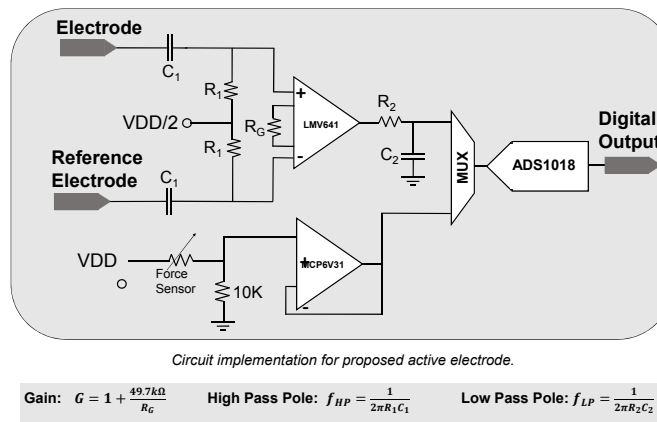 Electrode
C1
R1
VDD/2
R1
RG
+
LMV641
-
R2
C2
MUX
ADS1018
Digital
Output
Reference
Electrode
C1
VDD
Force
Sensor
10K
+
MCP6V31
-
Circuit implementation for proposed active electrode.
Gain: G = 1 + 49.7kΩ/RG High Pass Pole: fHP = 1/2πR1C1 Low Pass Pole: fLP = 1/2πR2C2